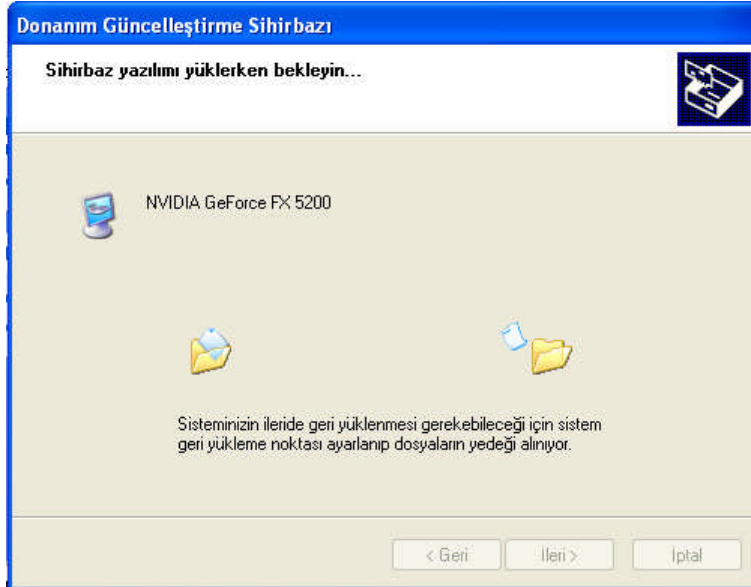 Donanım Güncelleştirme Sihirbazı
Sihirbaz yazılımı yüklerken bekleyin...
NVIDIA GeForce FX 5200
Sisteminizin ileride geri yüklenmesi gerekebileceği için sistem
geri yükleme noktası ayarlanıp dosyaların yedeği alınıyor.
< Geri
İleri >
İptal